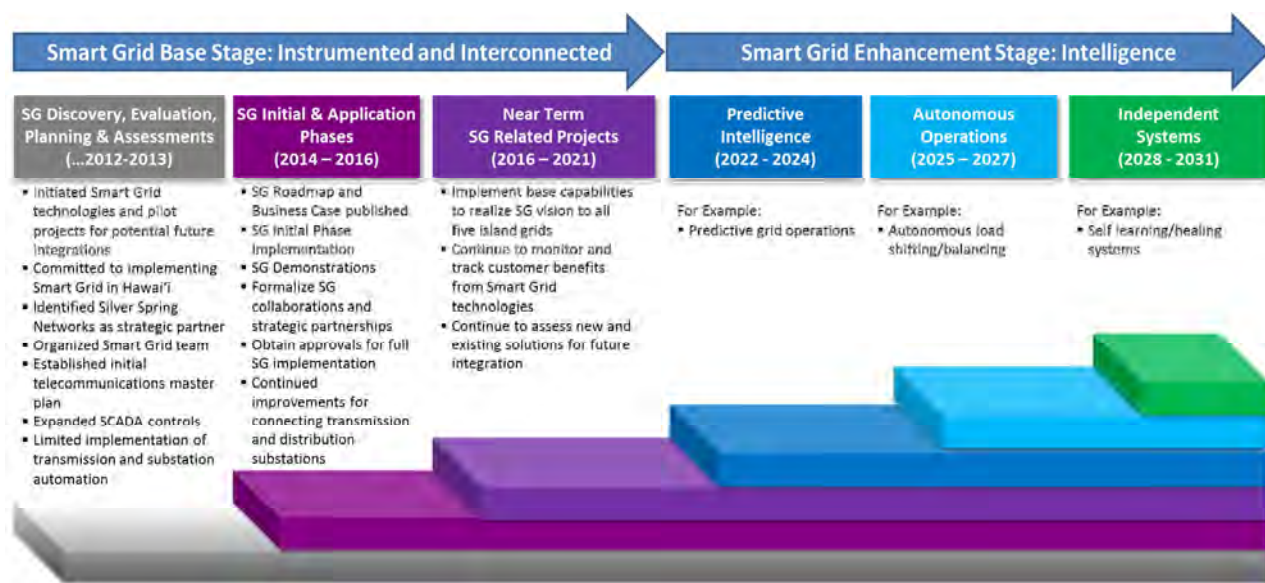 Smart Grid Base Stage: Instrumented and Interconnected
Smart Grid Enhancement Stage: Intelligence
SG Discovery, Evaluation,
Planning & Assessments
(...2012-2013)
▪ Initiated Smart Grid
technologies and pilot
projects for potential future
integrations
▪ Committed to implementing
Smart Grid in Hawai'i
▪ Identified Silver Spring
Networks as strategic partner
▪ Organized Smart Grid team
▪ Established initial
telecommunications master
plan
▪ Expanded SCADA controls
▪ Limited implementation of
transmission and substation
automation
SG Initial & Application
Phases
(2014 – 2016)
▪ SG Roadmap and
Business Case published
▪ SG Initial Phase
Implementation
▪ SG Demonstrations
▪ Formalize SG
collaborations and
strategic partnerships
▪ Obtain approvals for full
SG implementation
▪ Continued
improvements for
connecting transmission
and distribution
substations
Near Term
SG Related Projects
(2016 – 2021)
▪ Implement base capabilities
to realize SG vision to all
five island grids
▪ Continue to monitor and
track customer benefits
from Smart Grid
technologies
▪ Continue to assess new and
existing solutions for future
integration
Predictive
Intelligence
(2022 - 2024)
For Example:
▪ Predictive grid operations
Autonomous
Operations
(2025 – 2027)
For Example:
▪ Autonomous load
shifting/balancing
Independent
Systems
(2028 - 2031)
For Example:
▪ Self learning/healing
systems